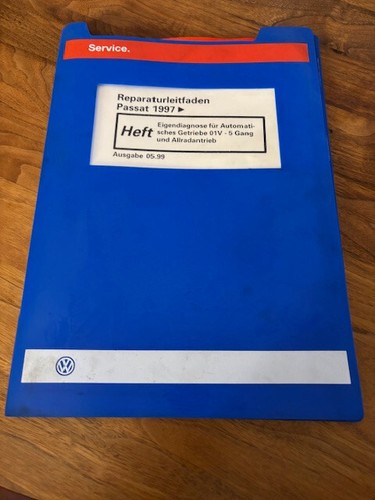 Service.
Reparaturleitfaden
Passat 1997 ►
Heft
Eigendiagnose für Automati-
sches Getriebe 01V - 5 Gang
und Allradantrieb
Ausgabe 05.99